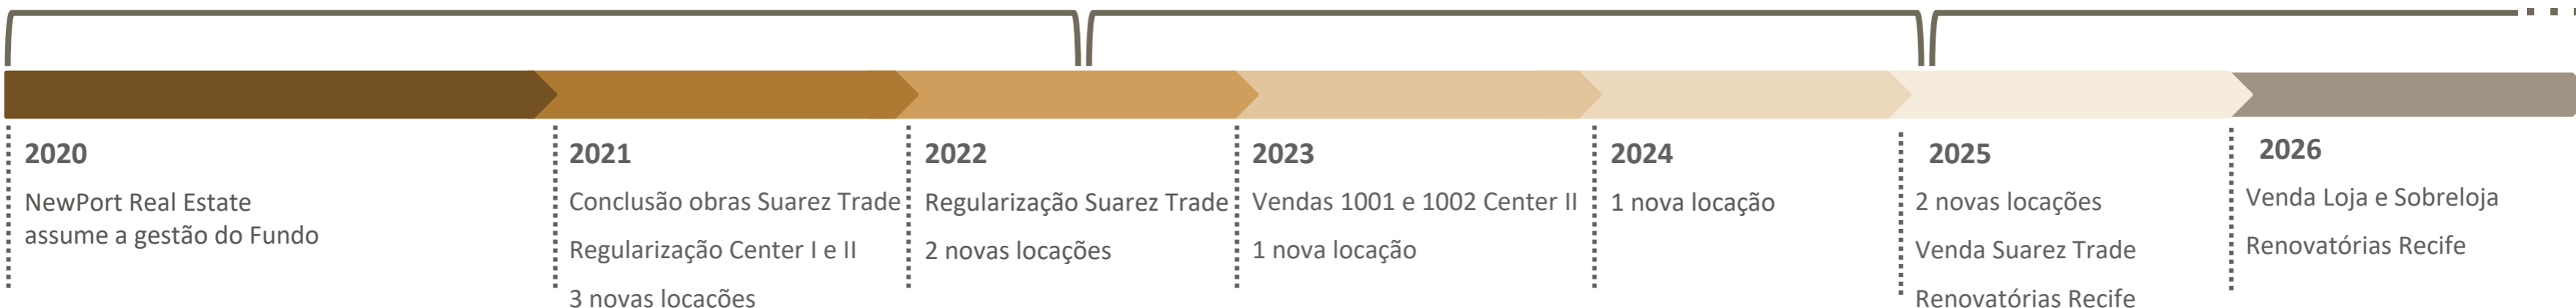 2020
NewPort Real Estate
assume a gestão do Fundo
2021
Conclusão obras Suarez Trade
Regularização Center I e II
3 novas locações
2022
Regularização Suarez Trade
2 novas locações
2023
Vendas 1001 e 1002 Center II
1 nova locação
2024
1 nova locação
2025
2 novas locações
Venda Suarez Trade
Renovatórias Recife
2026
Venda Loja e Sobreloja
Renovatórias Recife